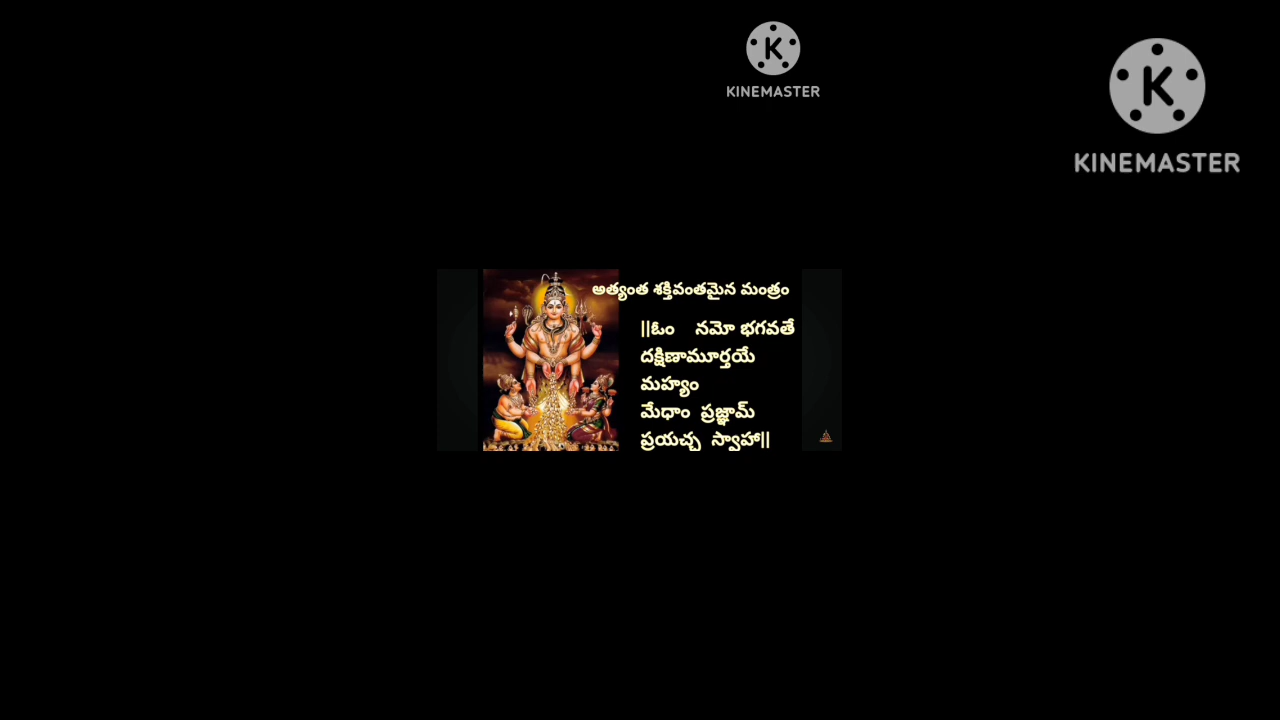 KINEMASTER
KINEMASTER
అత్యంత శక్తివంతమైన మంత్రం
||ఓం నమో భగవతే
దక్షిణామూర్తయే
మహ్యం
మేధాం ప్రజ్ఞామ్
ప్రయచ్ఛ స్వాహా||